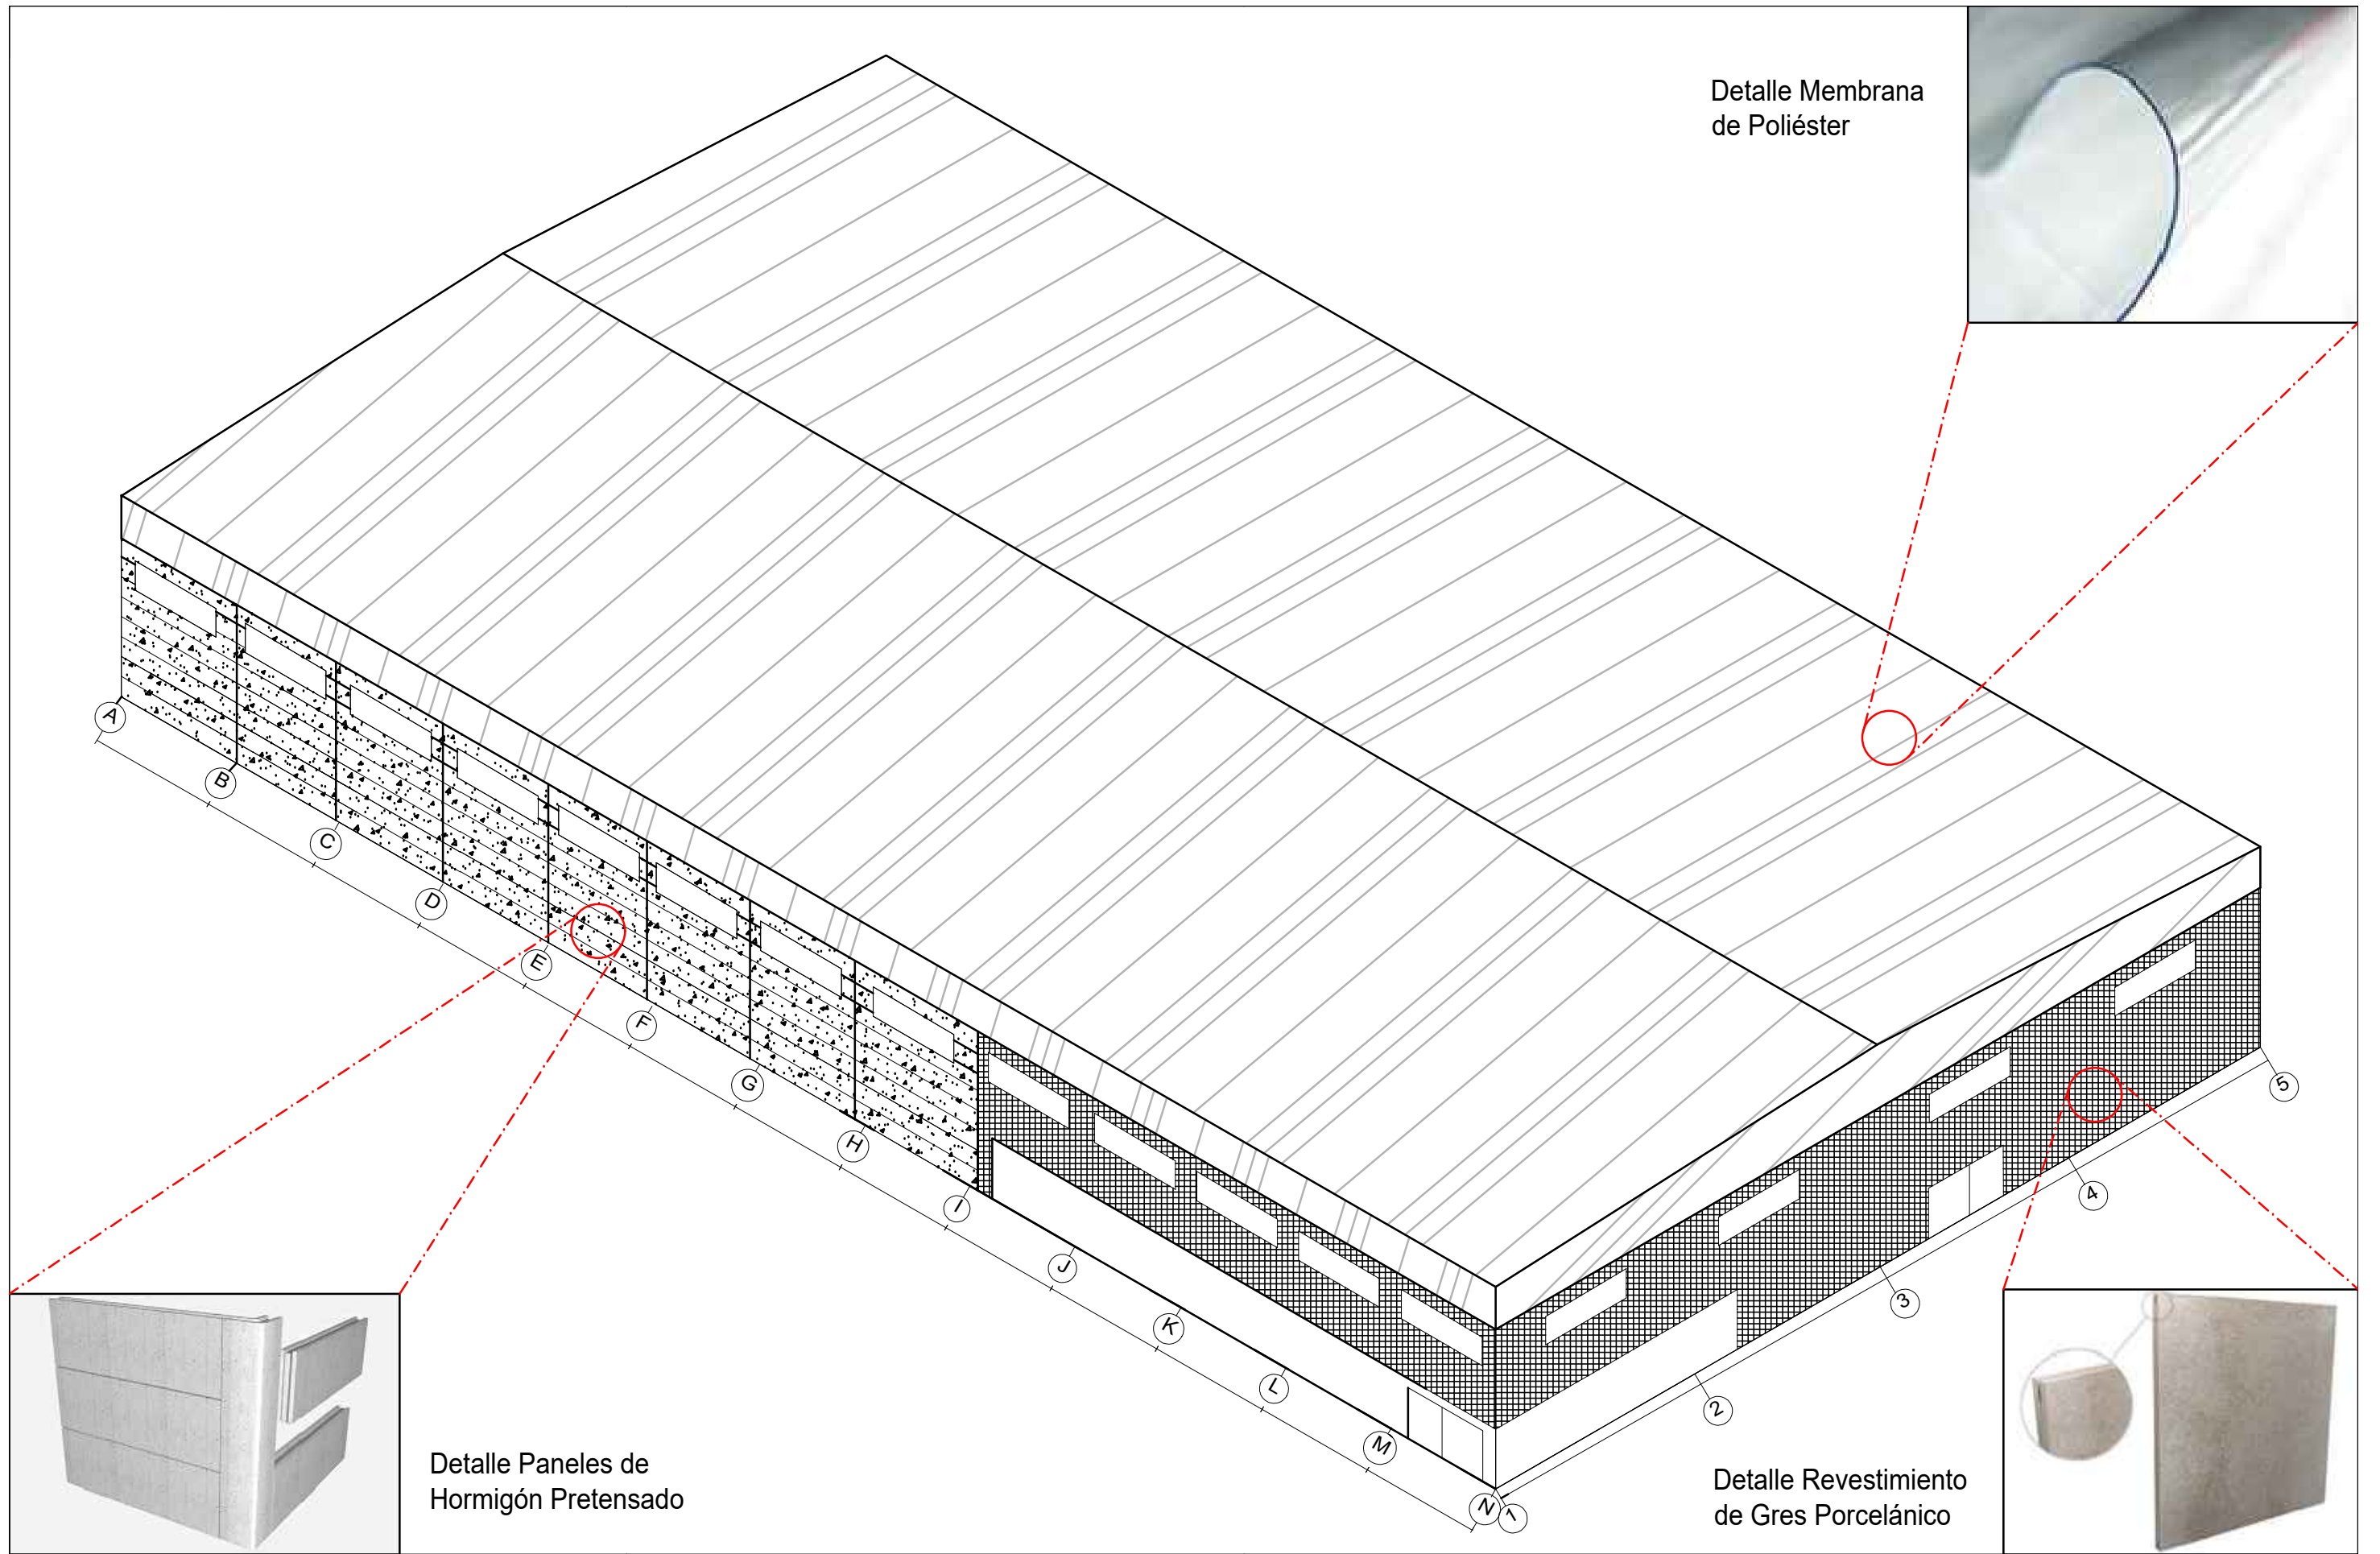 Detalle Membrana
de Poliéster
A
B
C
D
E
F
G
H
I
J
K
L
M
N
1
2
3
4
5
Detalle Paneles de
Hormigón Pretensado
Detalle Revestimiento
de Gres Porcelánico